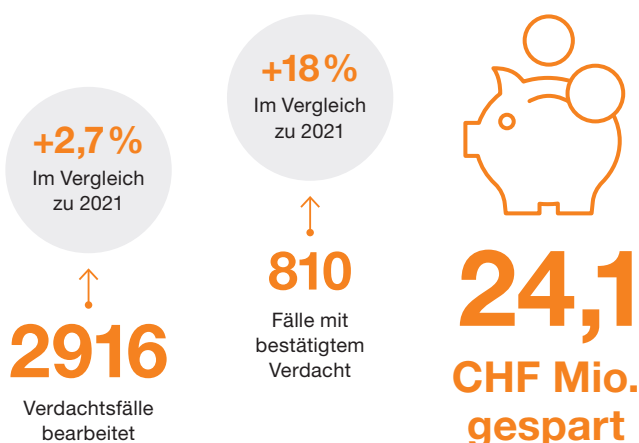 +2,7 %
Im Vergleich
zu 2021
2916
Verdachtsfälle
bearbeitet
+18 %
Im Vergleich
zu 2021
810
Fälle mit
bestätigtem
Verdacht
24,1
CHF Mio.
gespart